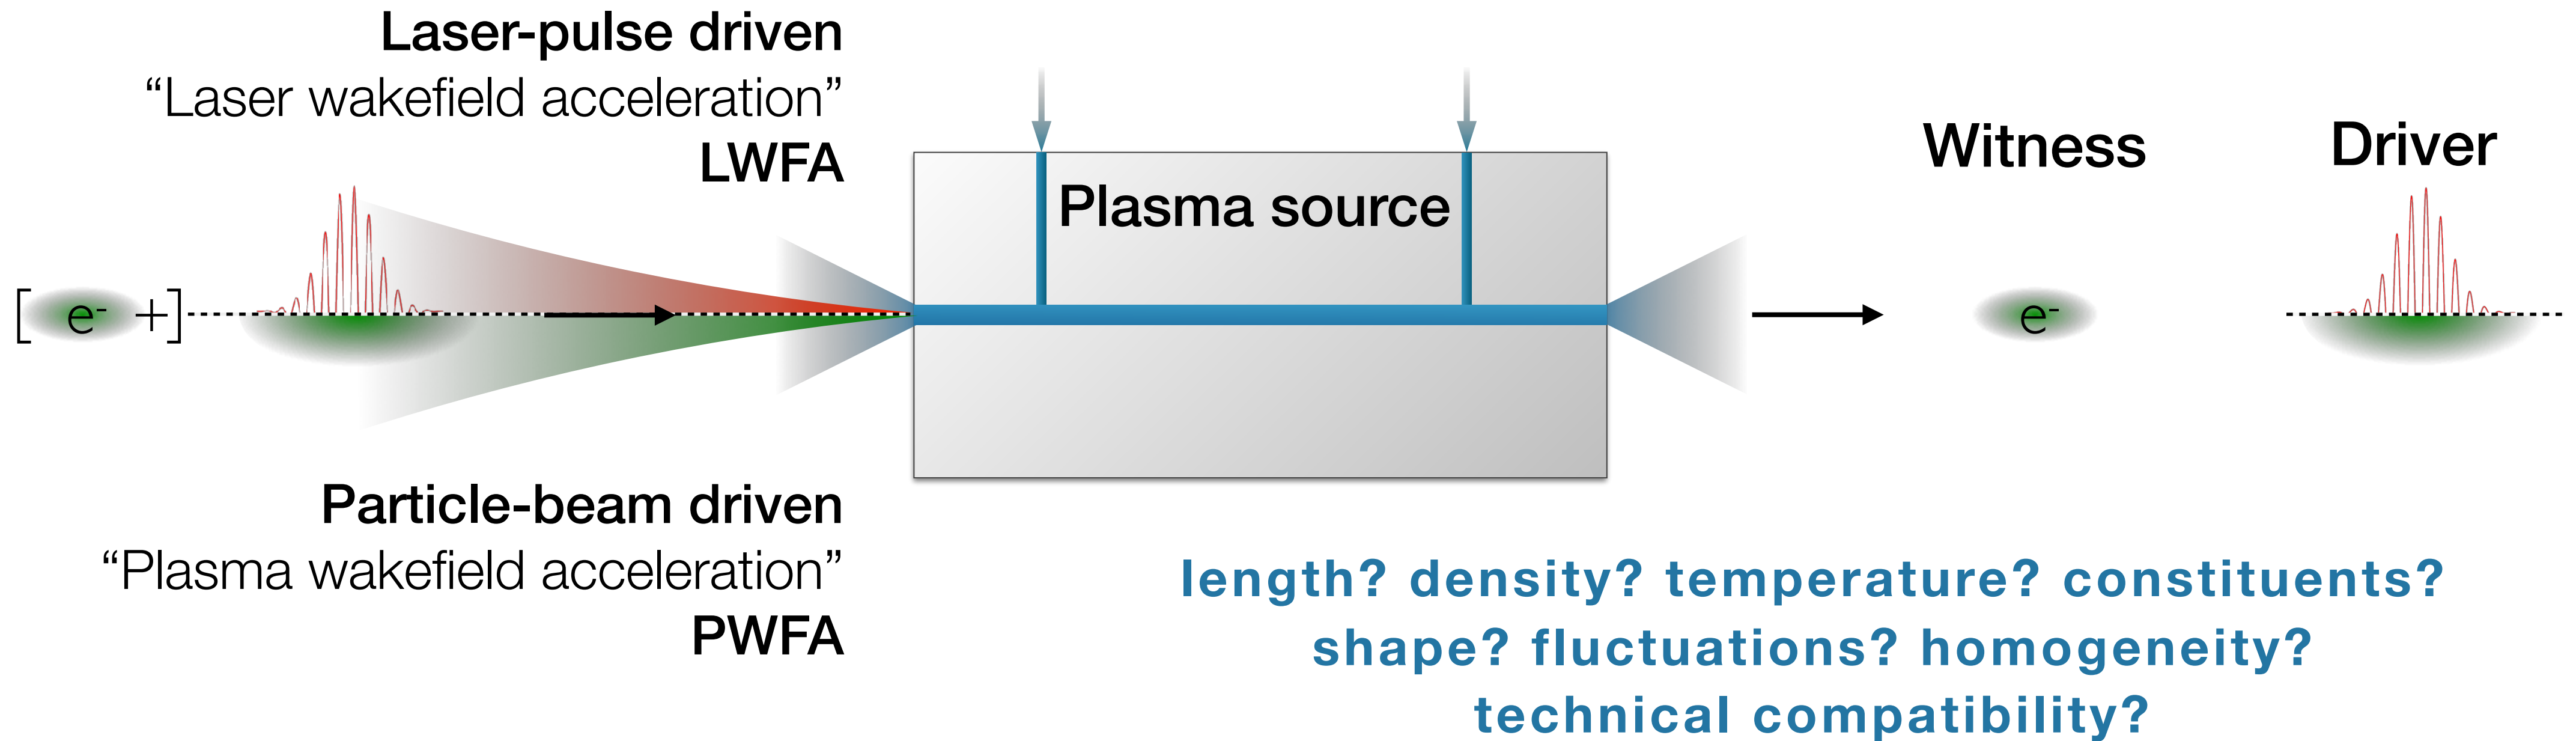 Laser-pulse driven
“Laser wakefield acceleration”
LWFA
[e- +]
Particle-beam driven
“Plasma wakefield acceleration”
PWFA
Plasma source
Witness
e-
Driver
length? density? temperature? constituents?
shape? fluctuations? homogeneity?
technical compatibility?